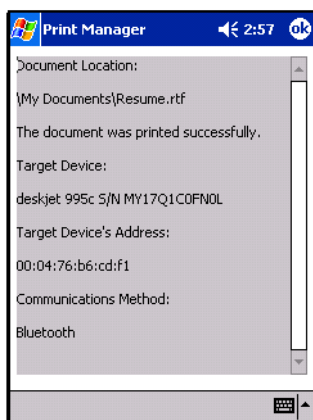 Print Manager 2:57 ok
Document Location:
\My Documents\Resume.rtf
The document was printed successfully.
Target Device:
deskjet 995c S/N MY17Q1C0FN0L
Target Device's Address:
00:04:76:b6:cd:f1
Communications Method:
Bluetooth